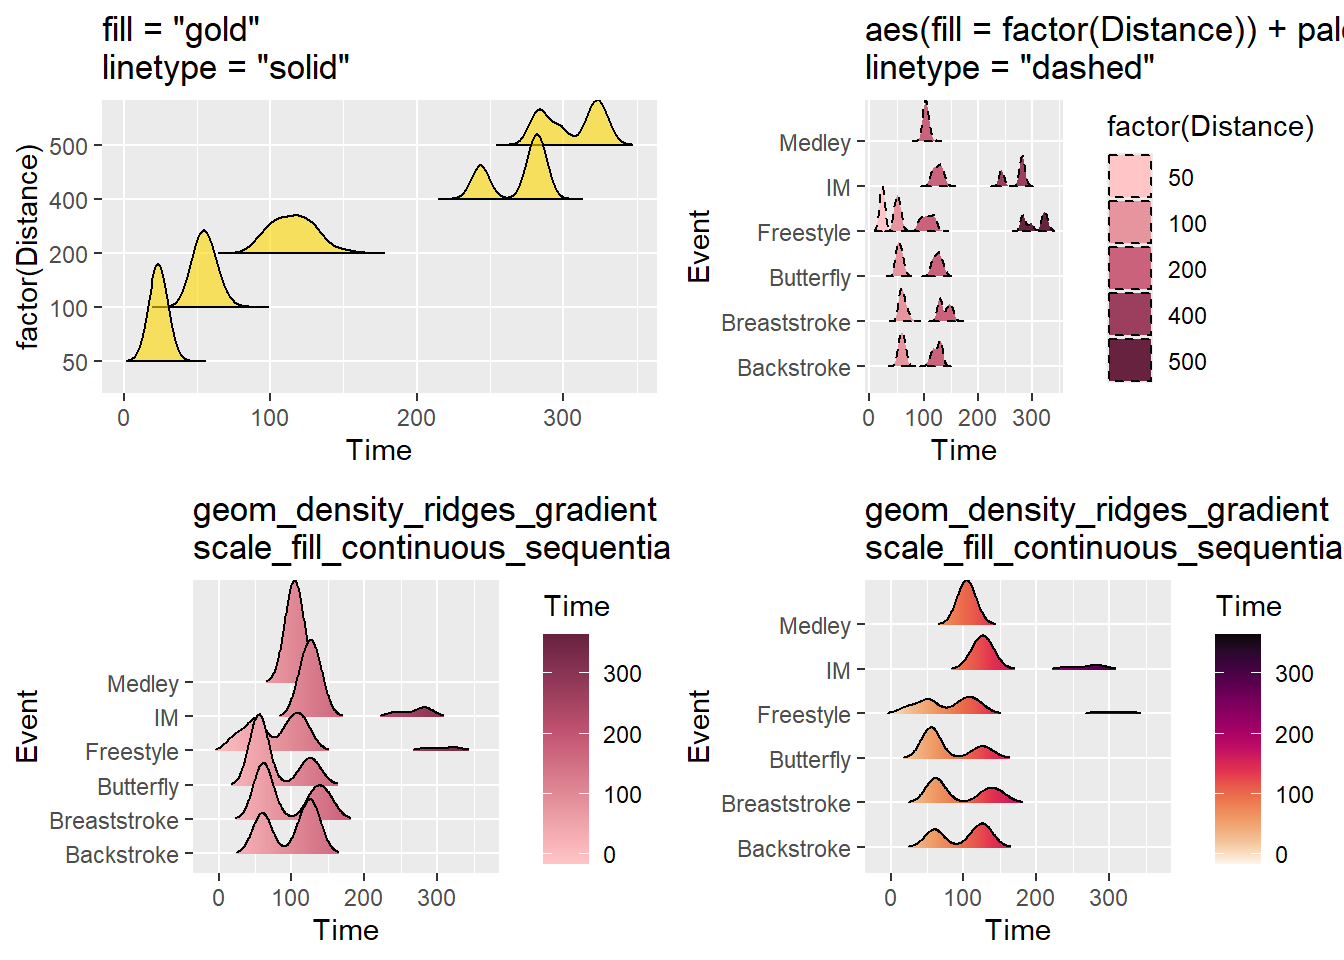 fill = "gold"
linetype = "solid"
factor(Distance)
500
400
200
100
50
0
100
200
300
Time
aes(fill = factor(Distance)) + pale
linetype = "dashed"
Event
Medley
IM
Freestyle
Butterfly
Breaststroke
Backstroke
0
100
200
300
Time
factor(Distance)
50
100
200
400
500
geom_density_ridges_gradient
scale_fill_continuous_sequentia
Event
Medley
IM
Freestyle
Butterfly
Breaststroke
Backstroke
0
100
200
300
Time
Time
300
200
100
0
geom_density_ridges_gradient
scale_fill_continuous_sequentia
Event
Medley
IM
Freestyle
Butterfly
Breaststroke
Backstroke
0
100
200
300
Time
Time
300
200
100
0